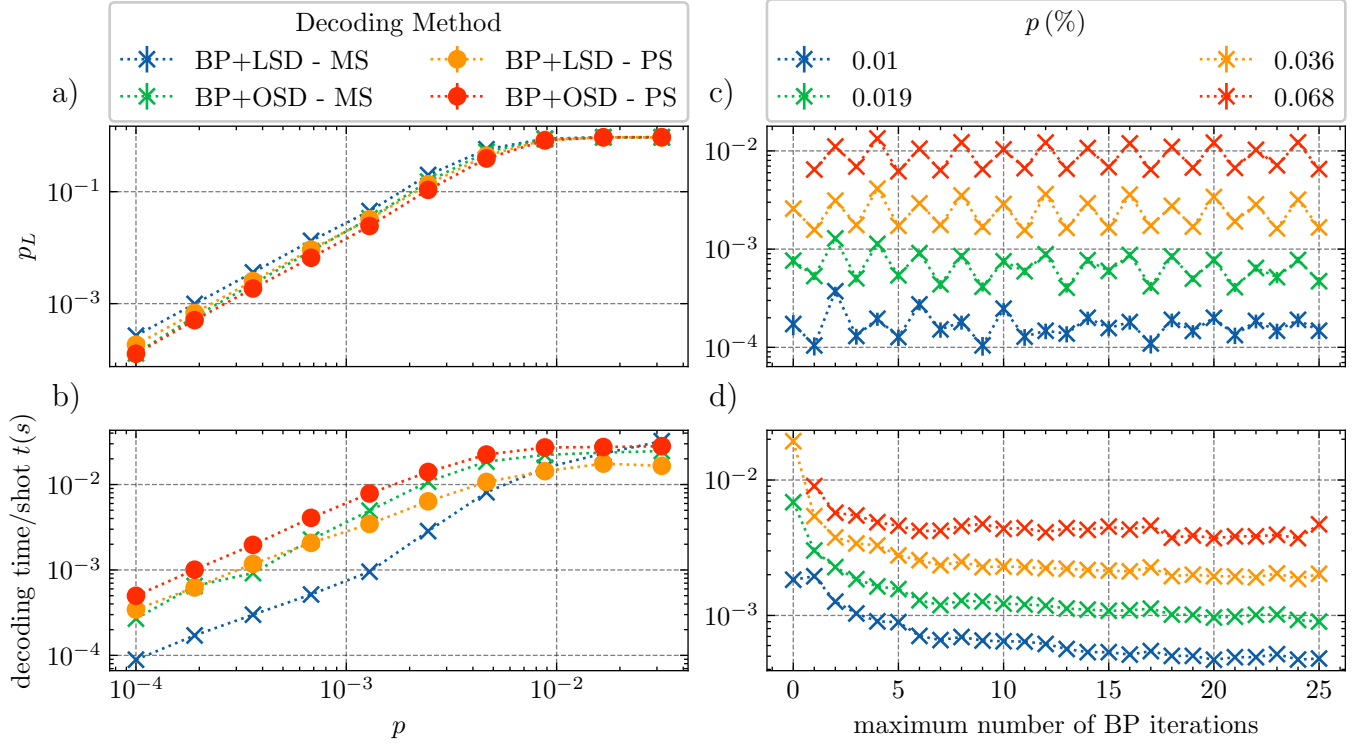 Decoding Method
BP+LSD - MS
BP+LSD - PS
BP+OSD - MS
BP+OSD - PS
p (%)
0.01
0.036
0.019
0.068
a)
10⁻¹
10⁻³
p_L
c)
10⁻²
10⁻³
10⁻⁴
b)
10⁻²
10⁻³
10⁻⁴
decoding time/shot t(s)
10⁻⁴
10⁻³
10⁻²
p
d)
10⁻²
10⁻³
0
5
10
15
20
25
maximum number of BP iterations